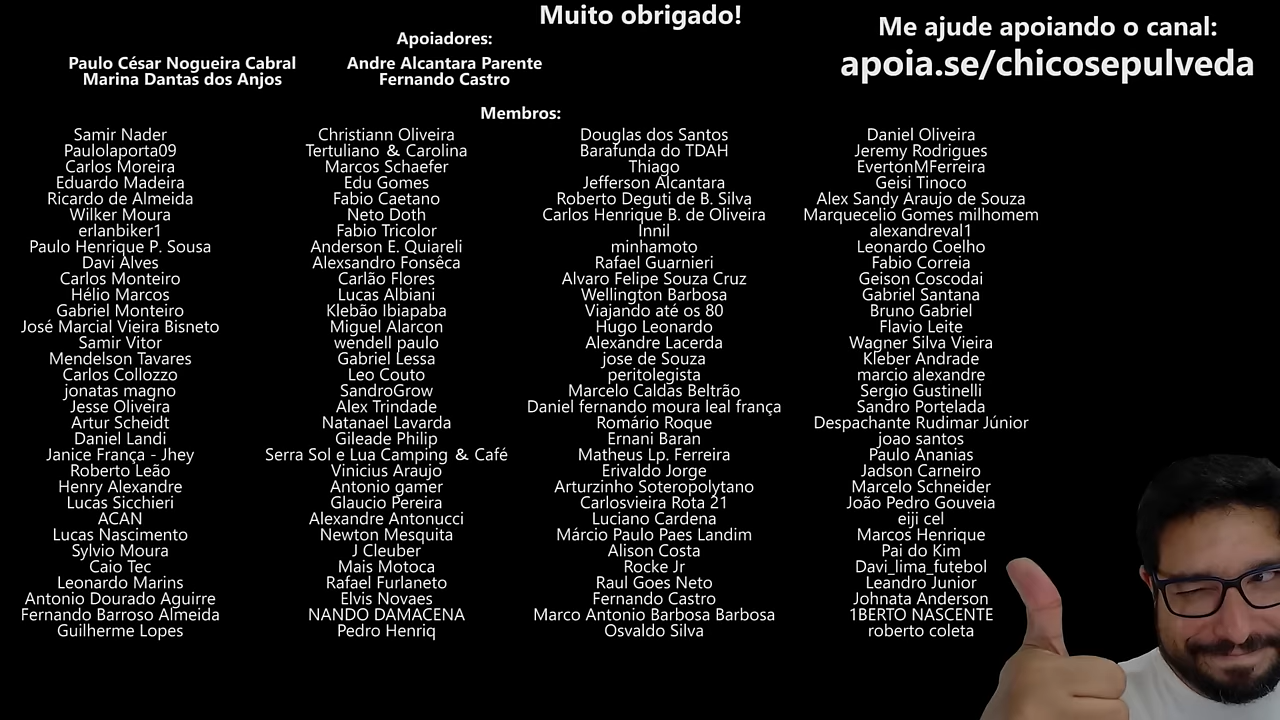 Muito obrigado!
Me ajude apoiando o canal:
apoia.se/chicosepulveda
Apoiadores:
Paulo César Nogueira Cabral
Marina Dantas dos Anjos
Andre Alcantara Parente
Fernando Castro
Membros:
Samir Nader
Paulolaporta09
Carlos Moreira
Eduardo Madeira
Ricardo de Almeida
Wilker Moura
erlanbiker1
Paulo Henrique P. Sousa
Davi Alves
Carlos Monteiro
Hélio Marcos
Gabriel Monteiro
José Marcial Vieira Bisneto
Samir Vitor
Mendelson Tavares
Carlos Collozzo
jonatas magno
Jesse Oliveira
Artur Scheidt
Daniel Landi
Janice França - Jhey
Roberto Leão
Henry Alexandre
Lucas Sicchieri
ACAN
Lucas Nascimento
Sylvio Moura
Caio Tec
Leonardo Marins
Antonio Dourado Aguirre
Fernando Barroso Almeida
Guilherme Lopes
Christiann Oliveira
Tertuliano & Carolina
Marcos Schaefer
Edu Gomes
Fabio Caetano
Neto Doth
Fabio Tricolor
Anderson E. Quiareli
Alexsandro Fonsêca
Carlão Flores
Lucas Albiani
Klebão Ibiapaba
Miguel Alarcon
wendell paulo
Gabriel Lessa
Leo Couto
SandroGrow
Alex Trindade
Natanael Lavarda
Gileade Philip
Serra Sol e Lua Camping & Café
Vinicius Araujo
Antonio gamer
Glaucio Pereira
Alexandre Antonucci
Newton Mesquita
J Cleuber
Mais Motoca
Rafael Furlaneto
Elvis Novaes
NANDO DAMACENA
Pedro Henriq
Douglas dos Santos
Barafunda do TDAH
Thiago
Jefferson Alcantara
Roberto Deguti de B. Silva
Carlos Henrique B. de Oliveira
Innil
minhamoto
Rafael Guarnieri
Alvaro Felipe Souza Cruz
Wellington Barbosa
Viajando até os 80
Hugo Leonardo
Alexandre Lacerda
jose de Souza
peritolegista
Marcelo Caldas Beltrão
Daniel fernando moura leal frança
Romário Roque
Ernani Baran
Matheus Lp. Ferreira
Erivaldo Jorge
Arturzinho Soteropolytano
Carlosvieira Rota 21
Luciano Cardena
Márcio Paulo Paes Landim
Alison Costa
Rocke Jr
Raul Goes Neto
Fernando Castro
Marco Antonio Barbosa Barbosa
Osvaldo Silva
Daniel Oliveira
Jeremy Rodrigues
EvertonMFerreira
Geisi Tinoco
Alex Sandy Araujo de Souza
Marquecelio Gomes milhomem
alexandreval1
Leonardo Coelho
Fabio Correia
Geison Coscodai
Gabriel Santana
Bruno Gabriel
Flavio Leite
Wagner Silva Vieira
Kleber Andrade
marcio alexandre
Sergio Gustinelli
Sandro Portelada
Despachante Rudimar Júnior
joao santos
Paulo Ananias
Jadson Carneiro
Marcelo Schneider
João Pedro Gouveia
eiji cel
Marcos Henrique
Pai do Kim
Davi_lima_futebol
Leandro Junior
Johnata Anderson
1BERTO NASCENTE
roberto coleta